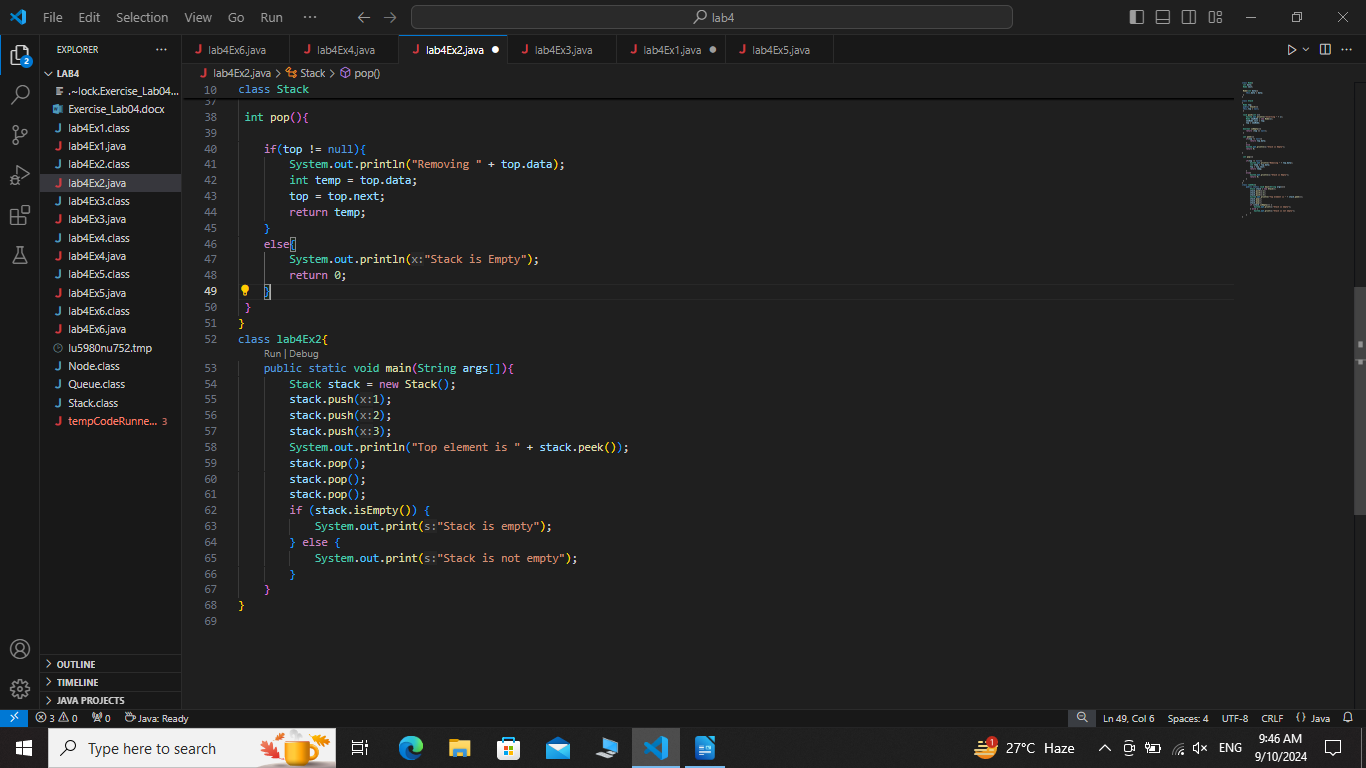 File Edit Selection View Go Run ··· lab4
EXPLORER ···
LAB4
.~lock.Exercise_Lab04...
Exercise_Lab04.docx
lab4Ex1.class
lab4Ex1.java
lab4Ex2.class
lab4Ex2.java
lab4Ex3.class
lab4Ex3.java
lab4Ex4.class
lab4Ex4.java
lab4Ex5.class
lab4Ex5.java
lab4Ex6.class
lab4Ex6.java
lu5980nu752.tmp
Node.class
Queue.class
Stack.class
tempCodeRunne... 3
OUTLINE
TIMELINE
JAVA PROJECTS
lab4Ex6.java lab4Ex4.java lab4Ex2.java lab4Ex3.java lab4Ex1.java lab4Ex5.java
lab4Ex2.java > Stack > pop()
10 class Stack
37
38 int pop(){
39
40 if(top != null){
41 System.out.println("Removing " + top.data);
42 int temp = top.data;
43 top = top.next;
44 return temp;
45 }
46 else{
47 System.out.println(x:"Stack is Empty");
48 return 0;
49 }
50 }
51 }
52 class lab4Ex2{
Run | Debug
53 public static void main(String args[]){
54 Stack stack = new Stack();
55 stack.push(x:1);
56 stack.push(x:2);
57 stack.push(x:3);
58 System.out.println("Top element is " + stack.peek());
59 stack.pop();
60 stack.pop();
61 stack.pop();
62 if (stack.isEmpty()) {
63 System.out.print(s:"Stack is empty");
64 } else {
65 System.out.print(s:"Stack is not empty");
66 }
67 }
68 }
69
2
3 0 0 Java: Ready Ln 49, Col 6 Spaces: 4 UTF-8 CRLF {} Java
Type here to search 1 27°C Haze ENG 9:46 AM
9/10/2024